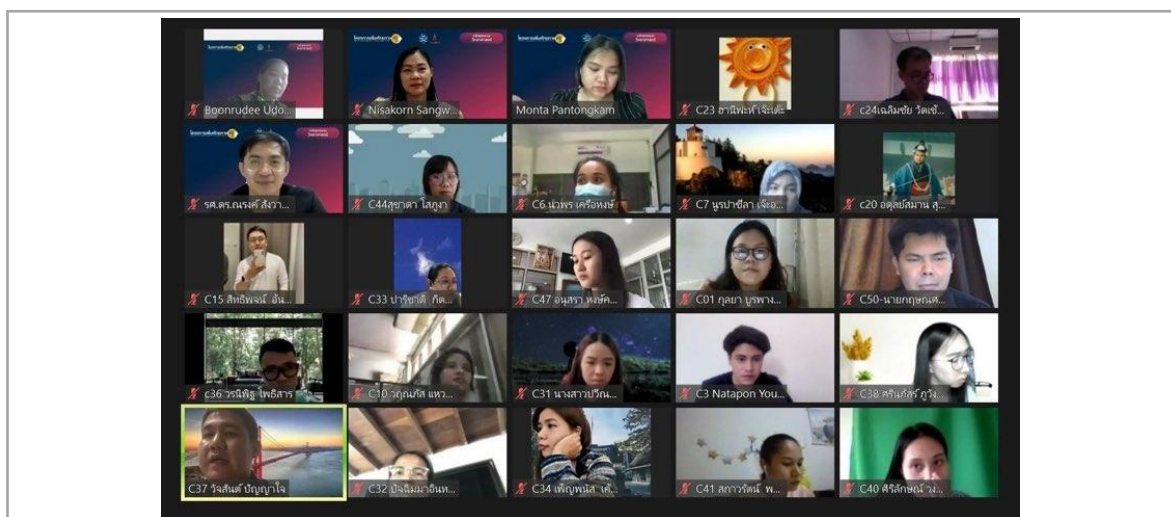 Boonrudee Udo...
Nisakorn Sangw...
Monta Pantongkam
C23 ฮานีฟะห์ เจ๊ะเด๊ะ
c24เฉลิมชัย วัดเข้...
รศ.ดร.ณรงค์ สังวา...
C44สุชาดา โสภูงา
C6 นวพร เครือหงษ์
C7 นูรปาซีลา เจ๊ะอ...
c20 อดุลย์สมาน สุ...
C15 สิทธิพจน์ อั้น...
C33 ปาริชาติ กิต...
C47 อนุสรา หงษ์ค...
C01 กุลยา บูรพาง...
C50-นายกฤษณศ...
c36 วรนิพิฐ โพธิสาร
C10 วฤณภัส แหว...
C31 นางสาวปวีณ...
C3 Natapon You...
C38 ศรันภัสร์ ภูวัง...
C37 วัจสันต์ ปัญญาใจ
C32 ปัจฉิมมาอินท...
C34 เพ็ญพนัส เค้...
C41 สภาวรัตน์ พ...
C40 ศิริลักษณ์ วง...